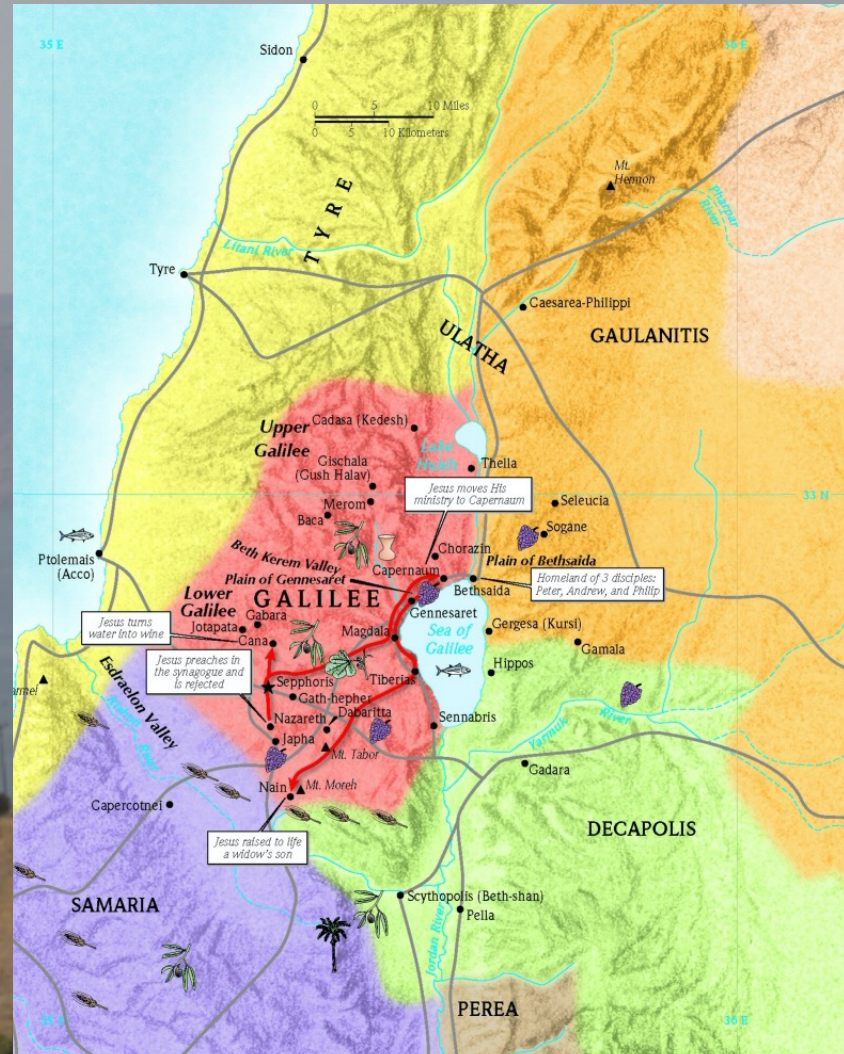 35 E
36 E
Sidon
0 5 10 Miles
0 5 10 Kilometers
Mt.
Hermon
Pharpar
River
TYRE
Litani River
Tyre
Caesarea-Philippi
ULATHA
GAULANITIS
Upper
Galilee
Cadasa (Kedesh)
Lake
Huleh
Thella
Gischala
(Gush Halav)
Jesus moves His
ministry to Capernaum
33 N
Merom
Seleucia
Baca
Sogane
Chorazin
Ptolemais
(Acco)
Beth Kerem Valley
Plain of Bethsaida
Capernaum
Plain of Gennesaret
Homeland of 3 disciples:
Peter, Andrew, and Philip
Bethsaida
Lower
Galilee
GALILEE
Gennesaret
Gabara
Jesus turns
water into wine
Jotapata
Magdala
Sea of
Galilee
Gergesa (Kursi)
Cana
Gamala
Jesus preaches in
the synagogue and
is rejected
Hippos
Sepphoris
Tiberias
Esdraelon Valley
Gath-hepher
Dabaritta
Nazareth
Sennabris
Yarmuk River
Japha
Mt. Tabor
Gadara
Nain
Mt. Moreh
Capercotnei
DECAPOLIS
Jesus raised to life
a widow's son
Scythopolis (Beth-shan)
SAMARIA
Pella
Jordan River
PEREA
36 E